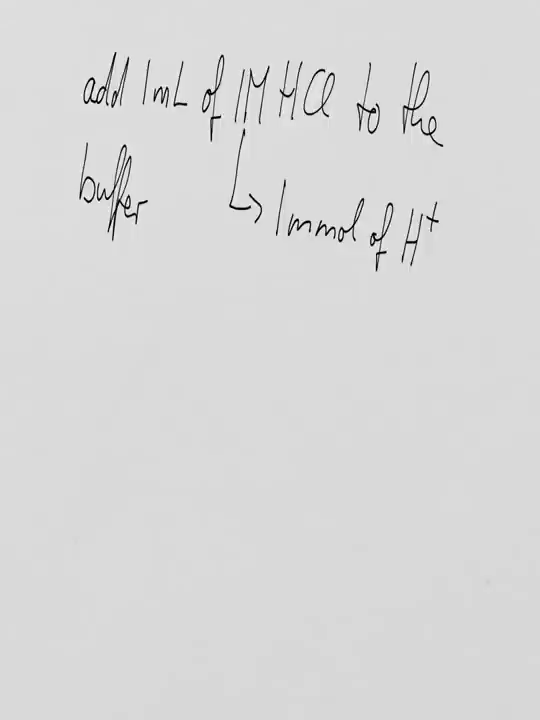 add 1mL of 1M HCl to the
buffer
↳ 1mmol of H⁺